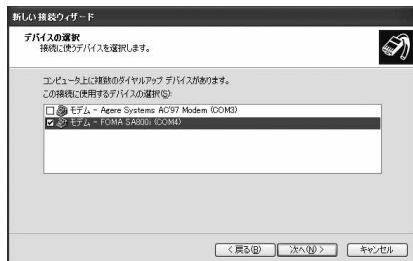 新しい接続ウィザード
デバイスの選択
接続に使うデバイスを選択します。
コンピュータ上に複数のダイヤルアップ デバイスがあります。
この接続に使用するデバイスの選択(S):
モデム - Agere Systems AC'97 Modem (COM3)
モデム - FOMA SA800i (COM4)
< 戻る(B) 次へ(N) > キャンセル